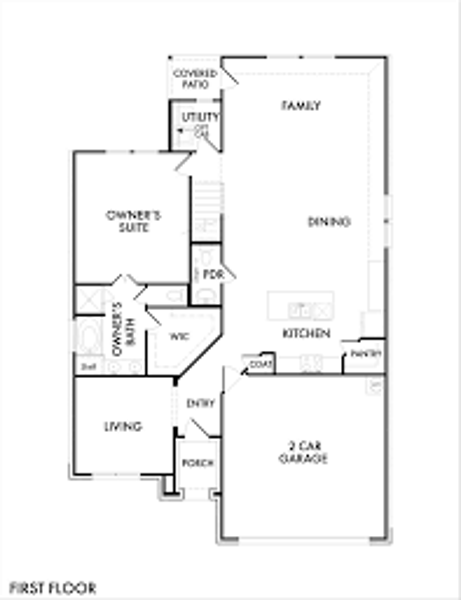 COVERED
PATIO
FAMILY
UTILITY
OPT
CAB
OWNER'S
SUITE
DINING
PDR
OWNER'S
BATH
WIC
KITCHEN
PANTRY
COAT
Shelf
ENTRY
LIVING
2 CAR
GARAGE
PORCH
FIRST FLOOR